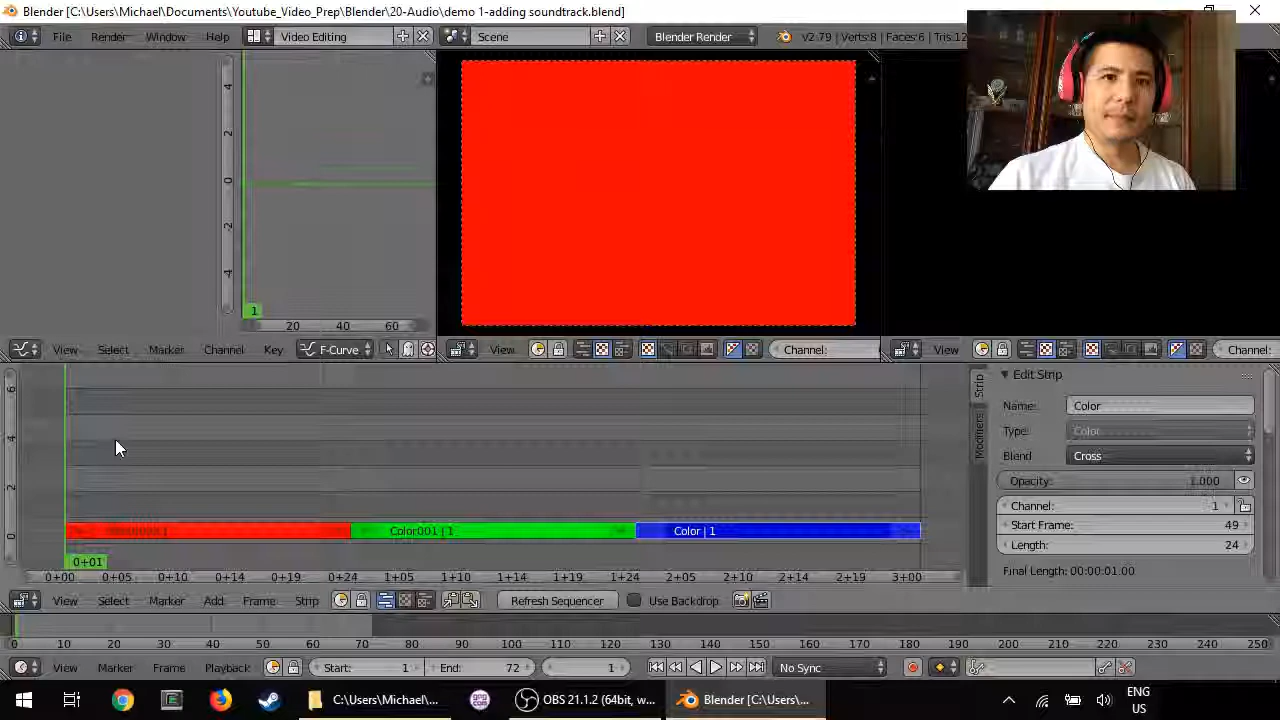 Blender [C:\Users\Michael\Documents\Youtube_Video_Prep\Blender\20-Audio\demo 1-adding soundtrack.blend]
File Render Window Help Video Editing Scene Blender Render v2.79 | Verts:8 | Faces:6 | Tris:12
4
2
0
-2
-4
1
20 40 60
View Select Marker Channel Key F-Curve View Channel: View Channel:
6
4
2
0
Color001 | 1
Color | 1
0+01
0+00 0+05 0+10 0+14 0+19 0+24 1+05 1+10 1+14 1+19 1+24 2+05 2+10 2+14 2+19 3+00
Strip
Modifiers
Edit Strip
Name: Color
Type: Color
Blend Cross
Opacity: 1.000
Channel: 1
Start Frame: 49
Length: 24
Final Length: 00:00:01:00
View Select Marker Add Frame Strip Refresh Sequencer Use Backdrop
0 10 20 30 40 50 60 70 80 90 100 110 120 130 140 150 160 170 180 190 200 210 220 230 240 250
View Marker Frame Playback Start: 1 End: 72 1 No Sync
C:\Users\Michael\... gog.com OBS 21.1.2 (64bit, w... Blender [C:\Users\... ENG
US